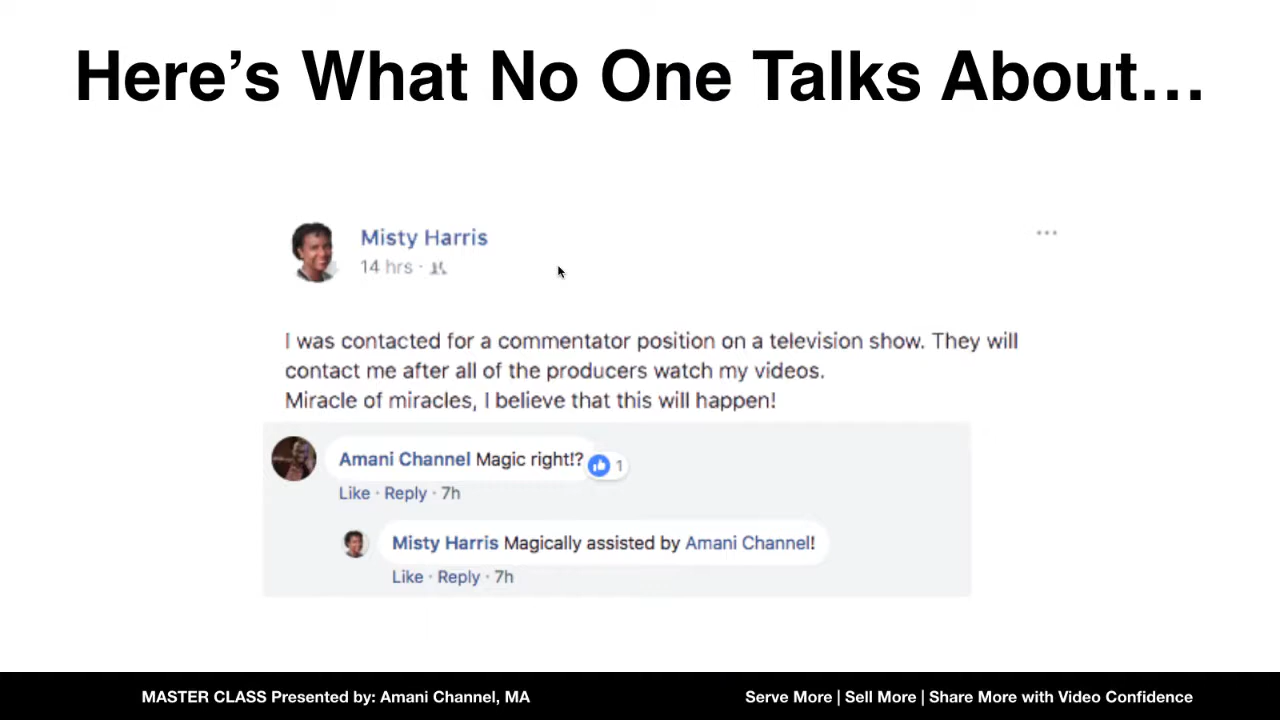 Here’s What No One Talks About…
Misty Harris
14 hrs ·
I was contacted for a commentator position on a television show. They will
contact me after all of the producers watch my videos.
Miracle of miracles, I believe that this will happen!
Amani Channel Magic right!?
1
Like · Reply · 7h
Misty Harris Magically assisted by Amani Channel!
Like · Reply · 7h
MASTER CLASS Presented by: Amani Channel, MA
Serve More | Sell More | Share More with Video Confidence